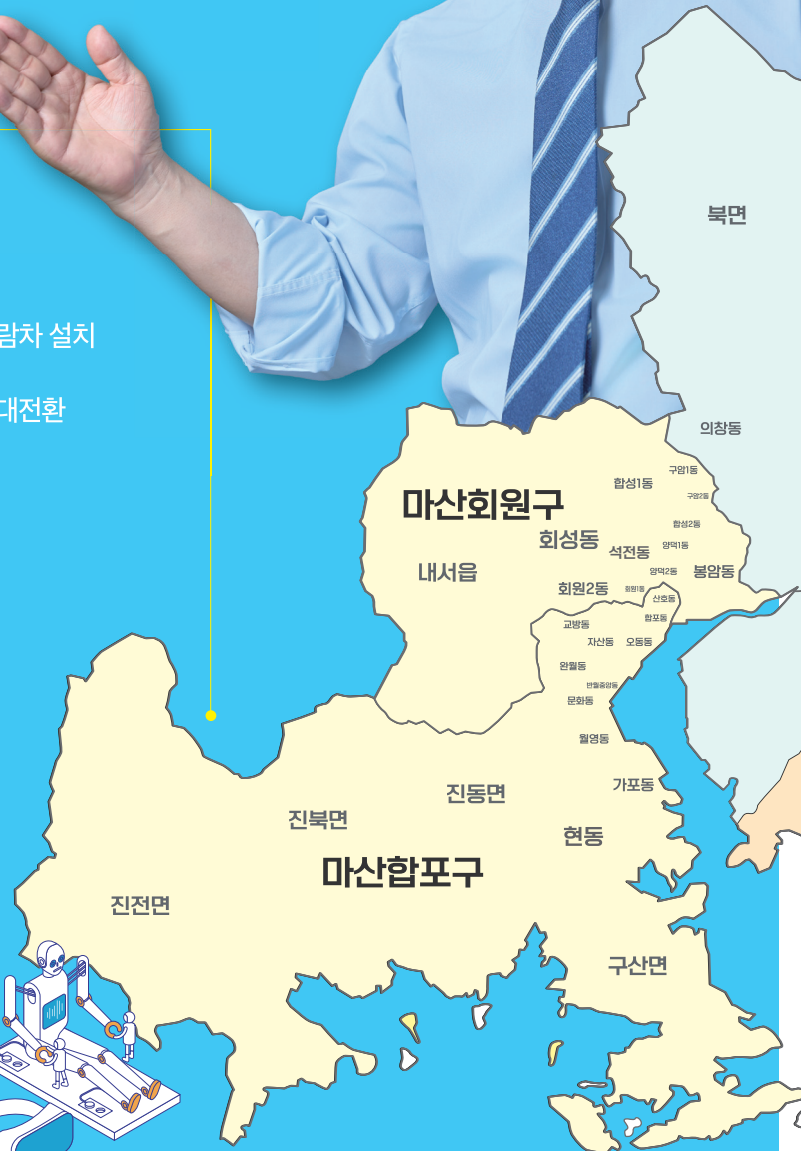 북면
람차 설치
대전환
의창동
구암1동
합성1동
구암2동
마산회원구
합성2동
회성동
양덕1동
석전동
내서읍
양덕2동
봉암동
회원2동
회원1동
산호동
합포동
교방동
자산동
오동동
완월동
반월중앙동
문화동
월영동
가포동
진동면
진북면
현동
마산합포구
진전면
구산면